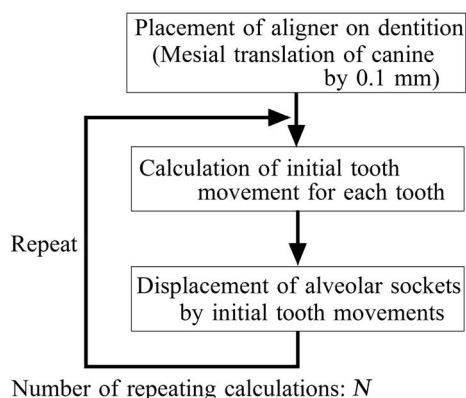 Placement of aligner on dentition
(Mesial translation of canine
by 0.1 mm)
Calculation of initial tooth
movement for each tooth
Repeat
Displacement of alveolar sockets
by initial tooth movements
Number of repeating calculations: N